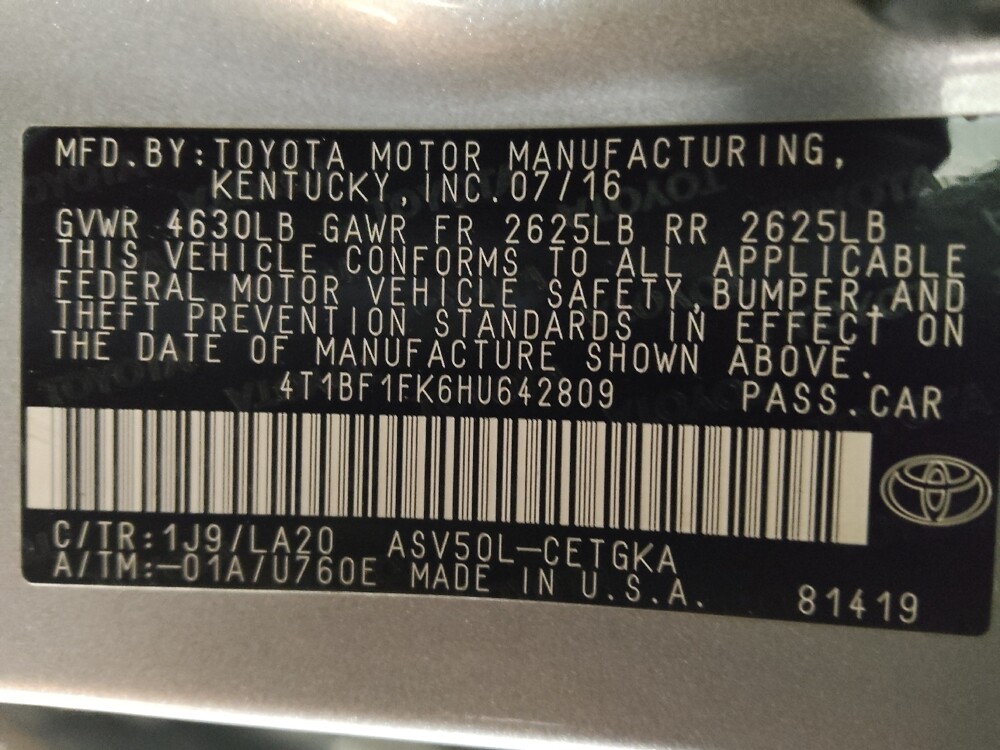 MFD.BY:TOYOTA MOTOR MANUFACTURING,
KENTUCKY,INC.07/16
GVWR 4630LB GAWR FR 2625LB RR 2625LB
THIS VEHICLE CONFORMS TO ALL APPLICABLE
FEDERAL MOTOR VEHICLE SAFETY,BUMPER,AND
THEFT PREVENTION STANDARDS IN EFFECT ON
THE DATE OF MANUFACTURE SHOWN ABOVE.
4T1BF1FK6HU642809 PASS.CAR
C/TR:1J9/LA20 ASV50L-CETGKA
A/TM:-01A/U760E MADE IN U.S.A.
81419